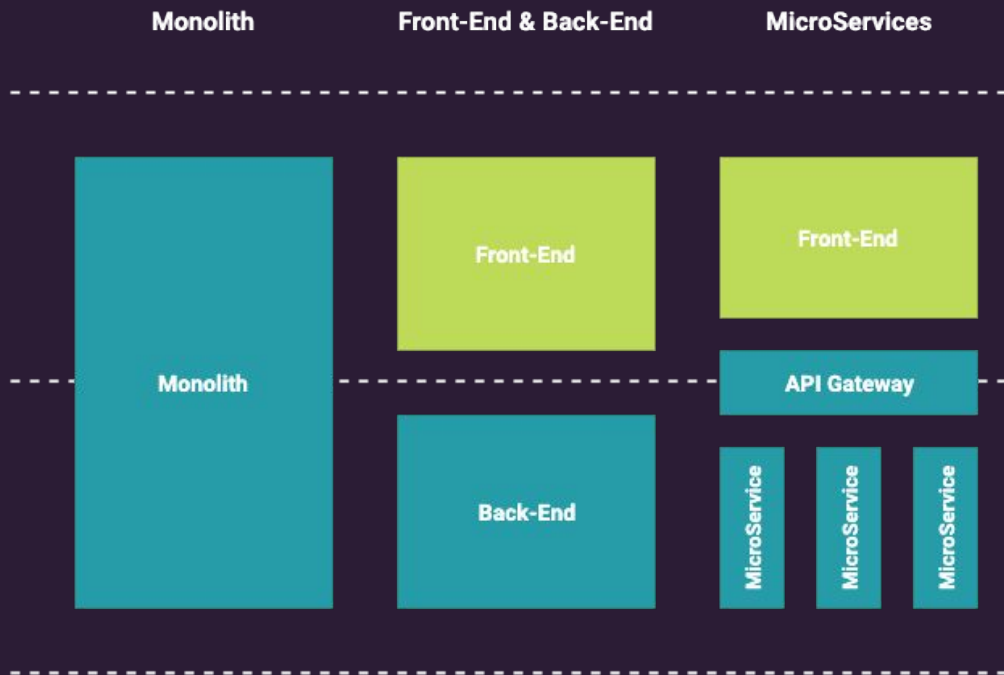 Monolith
Front-End & Back-End
MicroServices
Monolith
Front-End
Back-End
Front-End
API Gateway
MicroService
MicroService
MicroService